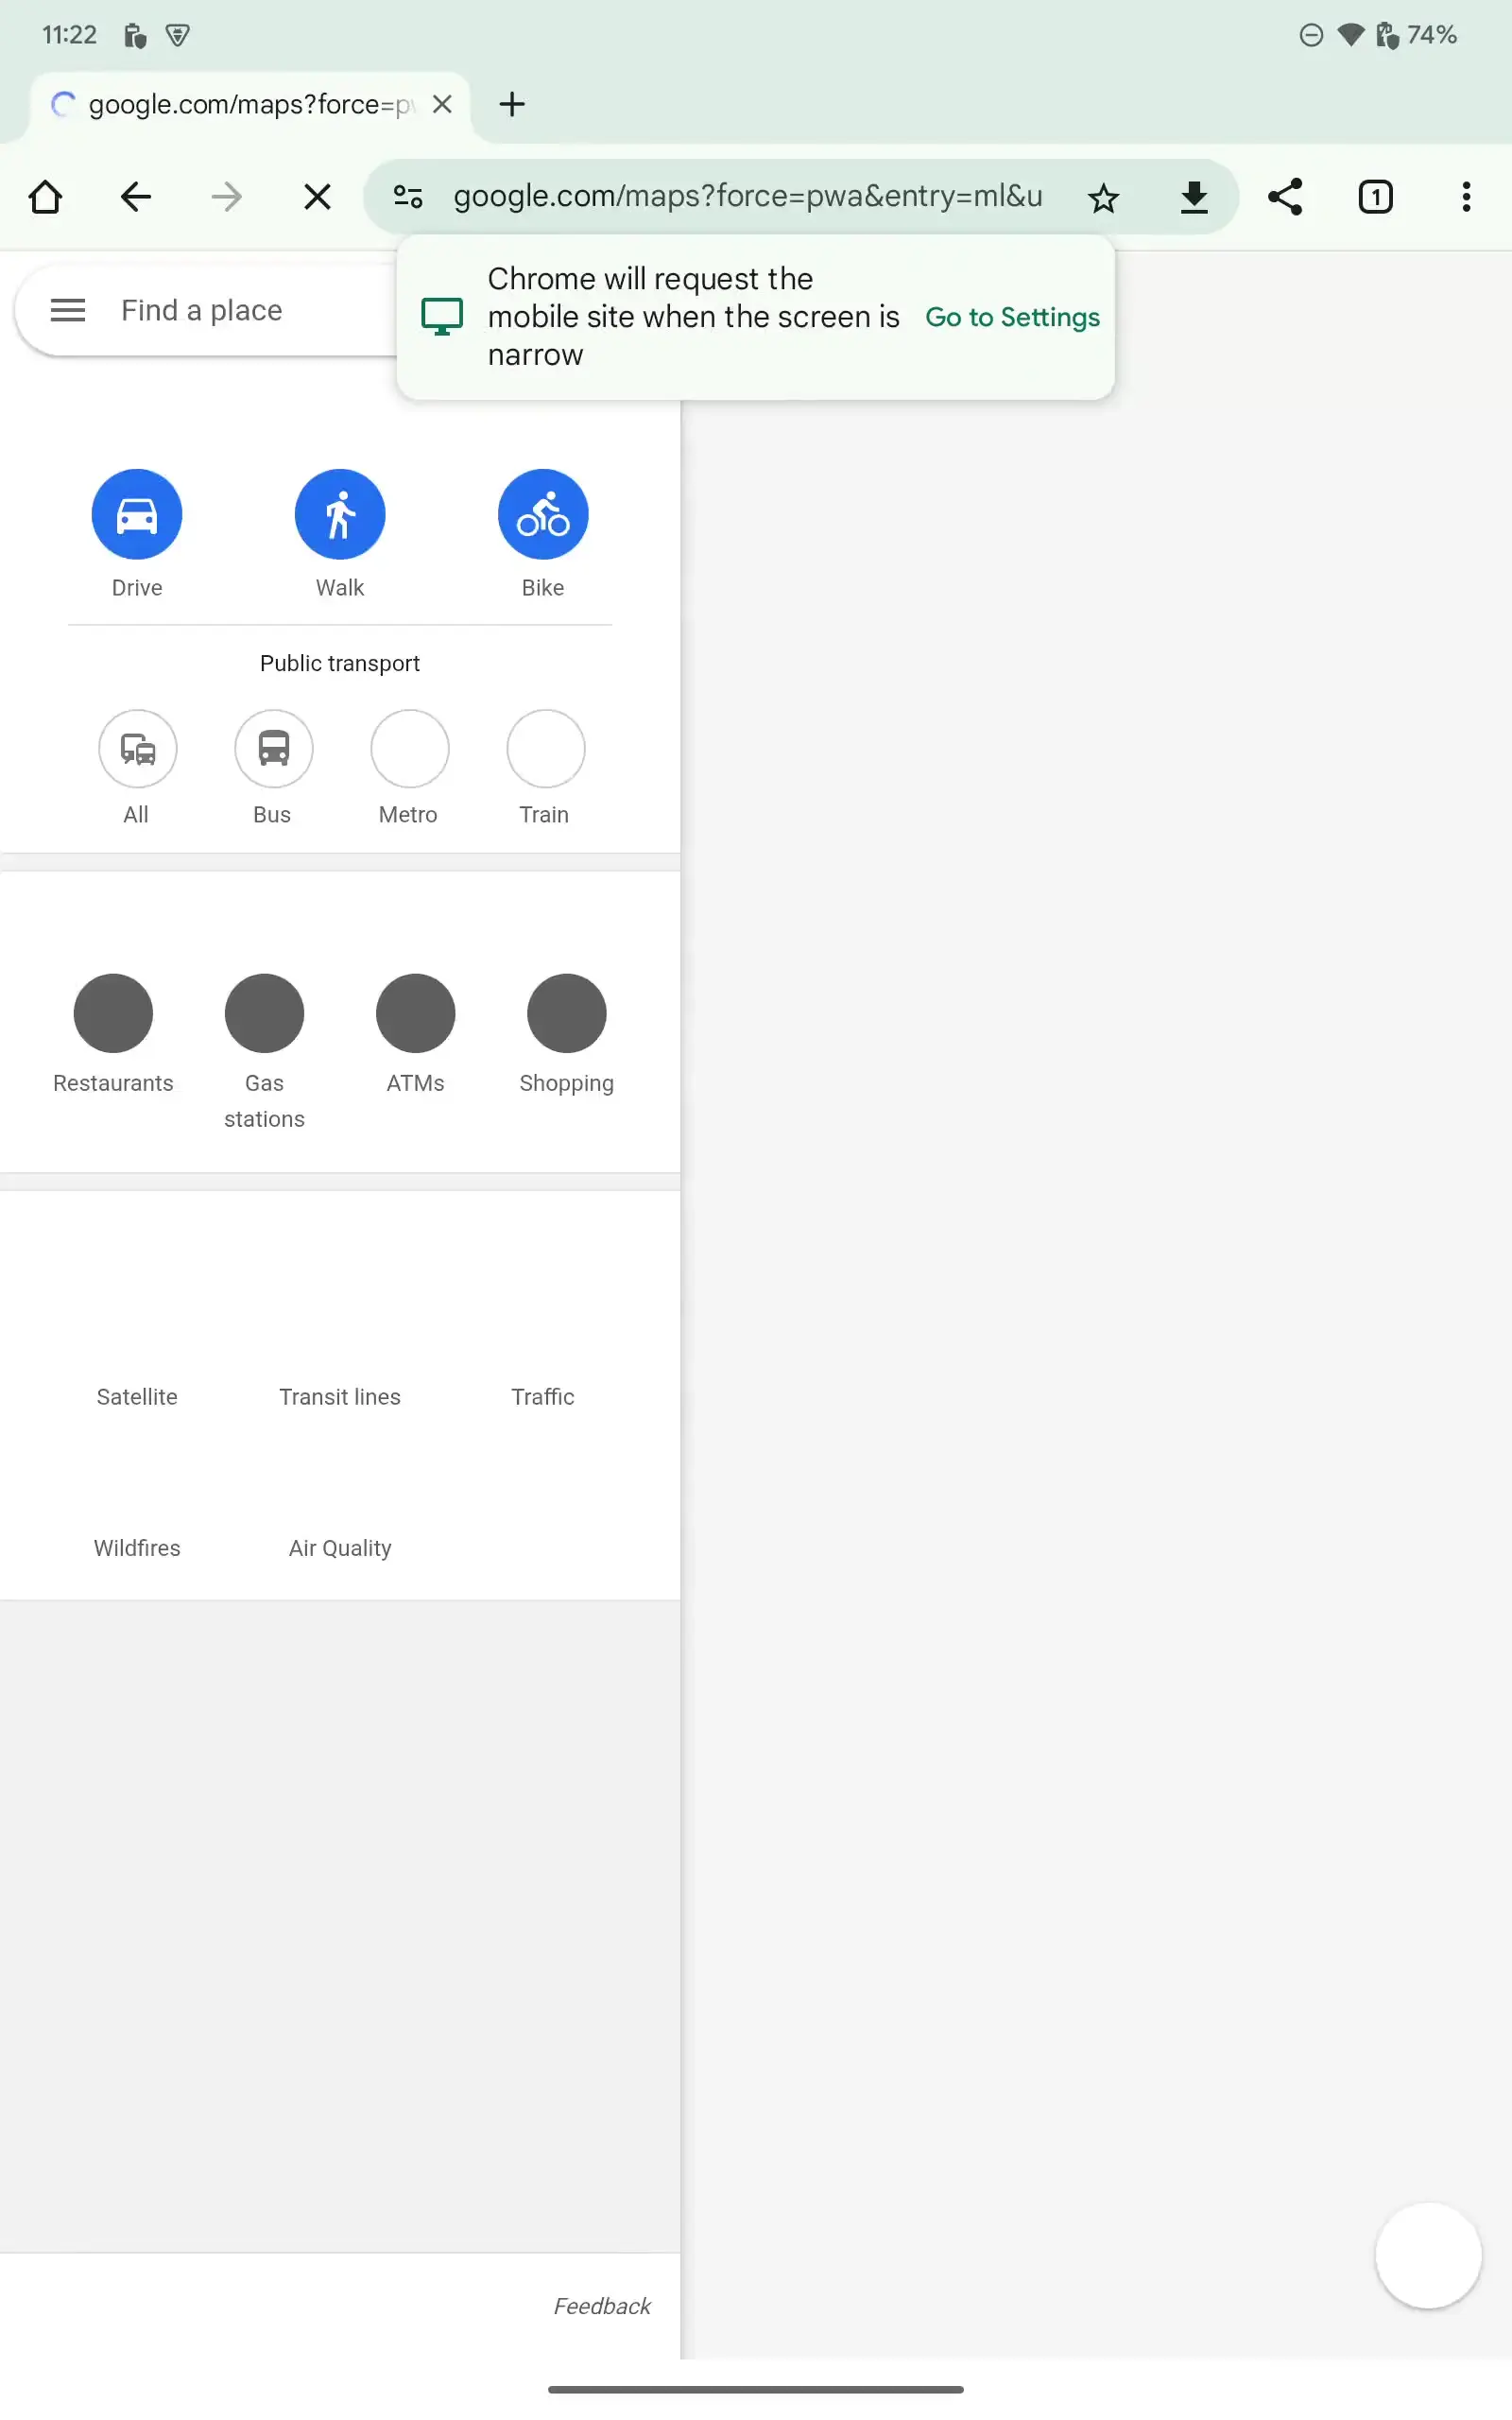 11:22
74%
google.com/maps?force=pw
google.com/maps?force=pwa&entry=ml&u
1
Chrome will request the
mobile site when the screen is
narrow
Go to Settings
Find a place
Drive
Walk
Bike
Public transport
All
Bus
Metro
Train
Restaurants
Gas
stations
ATMs
Shopping
Satellite
Transit lines
Traffic
Wildfires
Air Quality
Feedback